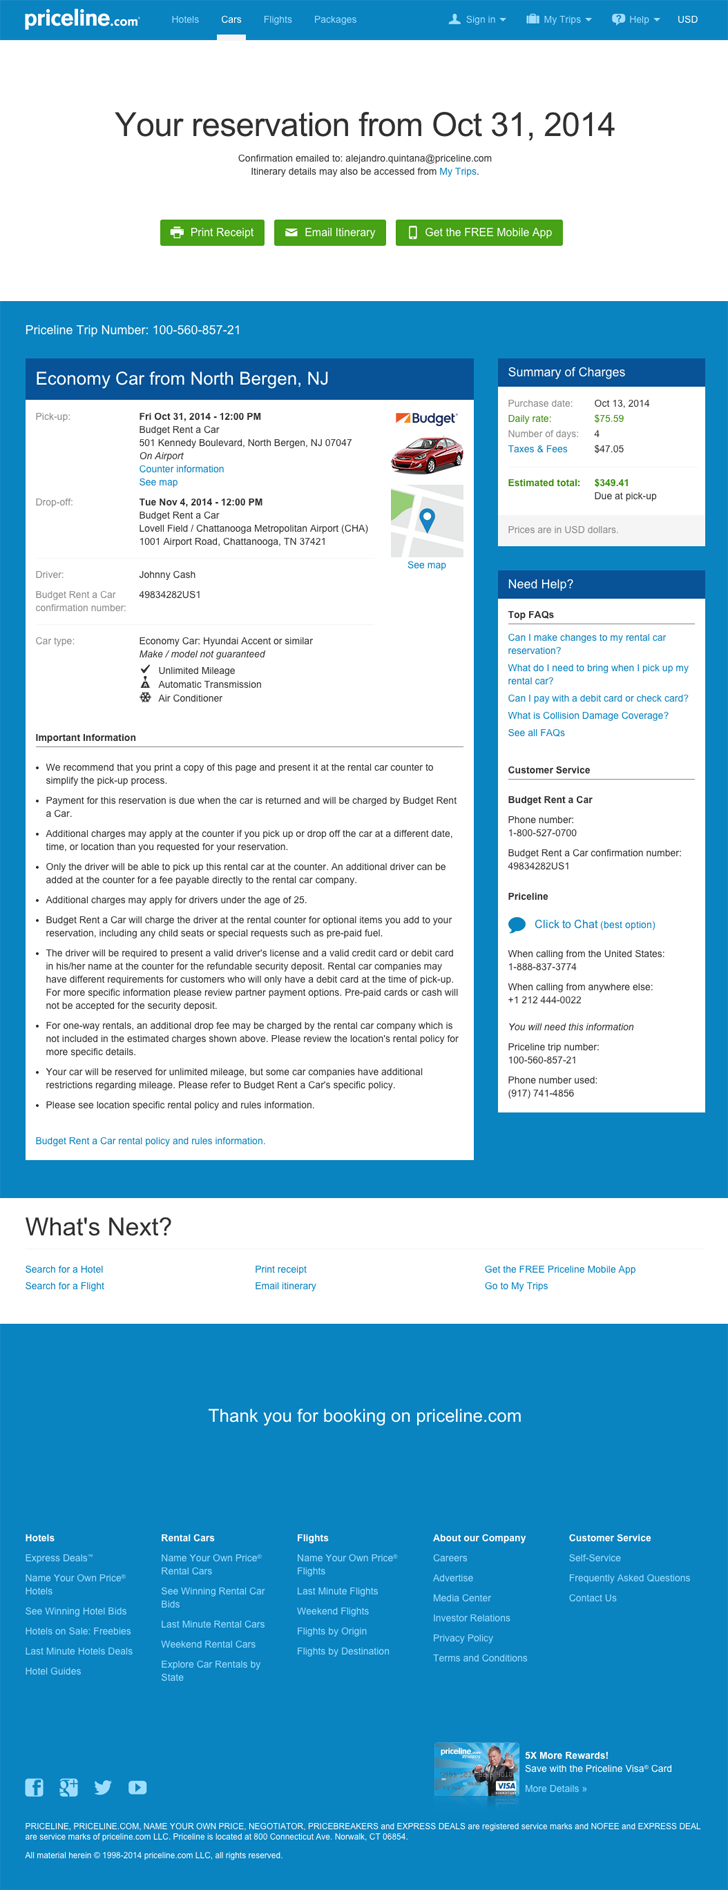 priceline.com
Hotels
Cars
Flights
Packages
Sign in
My Trips
Help
USD
Your reservation from Oct 31, 2014
Confirmation emailed to: alejandro.quintana@priceline.com
Itinerary details may also be accessed from My Trips.
Print Receipt
Email Itinerary
Get the FREE Mobile App
Priceline Trip Number: 100-560-857-21
Economy Car from North Bergen, NJ
Pick-up:
Fri Oct 31, 2014 - 12:00 PM
Budget Rent a Car
501 Kennedy Boulevard, North Bergen, NJ 07047
On Airport
Counter information
See map
Drop-off:
Tue Nov 4, 2014 - 12:00 PM
Budget Rent a Car
Lovell Field / Chattanooga Metropolitan Airport (CHA)
1001 Airport Road, Chattanooga, TN 37421
Budget
See map
Driver:
Johnny Cash
Budget Rent a Car
confirmation number:
49834282US1
Car type:
Economy Car: Hyundai Accent or similar
Make / model not guaranteed
Unlimited Mileage
Automatic Transmission
Air Conditioner
Important Information
• We recommend that you print a copy of this page and present it at the rental car counter to
simplify the pick-up process.
• Payment for this reservation is due when the car is returned and will be charged by Budget Rent
a Car.
• Additional charges may apply at the counter if you pick up or drop off the car at a different date,
time, or location than you requested for your reservation.
• Only the driver will be able to pick up this rental car at the counter. An additional driver can be
added at the counter for a fee payable directly to the rental car company.
• Additional charges may apply for drivers under the age of 25.
• Budget Rent a Car will charge the driver at the rental counter for optional items you add to your
reservation, including any child seats or special requests such as pre-paid fuel.
• The driver will be required to present a valid driver's license and a valid credit card or debit card
in his/her name at the counter for the refundable security deposit. Rental car companies may
have different requirements for customers who will only have a debit card at the time of pick-up.
For more specific information please review partner payment options. Pre-paid cards or cash will
not be accepted for the security deposit.
• For one-way rentals, an additional drop fee may be charged by the rental car company which is
not included in the estimated charges shown above. Please review the location's rental policy for
more specific details.
• Your car will be reserved for unlimited mileage, but some car companies have additional
restrictions regarding mileage. Please refer to Budget Rent a Car's specific policy.
• Please see location specific rental policy and rules information.
Budget Rent a Car rental policy and rules information.
Summary of Charges
Purchase date: Oct 13, 2014
Daily rate: $75.59
Number of days: 4
Taxes & Fees $47.05
Estimated total: $349.41
Due at pick-up
Prices are in USD dollars.
Need Help?
Top FAQs
Can I make changes to my rental car
reservation?
What do I need to bring when I pick up my
rental car?
Can I pay with a debit card or check card?
What is Collision Damage Coverage?
See all FAQs
Customer Service
Budget Rent a Car
Phone number:
1-800-527-0700
Budget Rent a Car confirmation number:
49834282US1
Priceline
Click to Chat (best option)
When calling from the United States:
1-888-837-3774
When calling from anywhere else:
+1 212 444-0022
You will need this information
Priceline trip number:
100-560-857-21
Phone number used:
(917) 741-4856
What's Next?
Search for a Hotel
Search for a Flight
Print receipt
Email itinerary
Get the FREE Priceline Mobile App
Go to My Trips
Thank you for booking on priceline.com
Hotels
Express Deals™
Name Your Own Price®
Hotels
See Winning Hotel Bids
Hotels on Sale: Freebies
Last Minute Hotels Deals
Hotel Guides
Rental Cars
Name Your Own Price®
Rental Cars
See Winning Rental Car
Bids
Last Minute Rental Cars
Weekend Rental Cars
Explore Car Rentals by
State
Flights
Name Your Own Price®
Flights
Last Minute Flights
Weekend Flights
Flights by Origin
Flights by Destination
About our Company
Careers
Advertise
Media Center
Investor Relations
Privacy Policy
Terms and Conditions
Customer Service
Self-Service
Frequently Asked Questions
Contact Us
priceline.com
VISA
5X More Rewards!
Save with the Priceline Visa® Card
More Details »
PRICELINE, PRICELINE.COM, NAME YOUR OWN PRICE, NEGOTIATOR, PRICEBREAKERS and EXPRESS DEALS are registered service marks and NOFEE and EXPRESS DEAL
are service marks of priceline.com LLC. Priceline is located at 800 Connecticut Ave. Norwalk, CT 06854.
All material herein © 1998-2014 priceline.com LLC, all rights reserved.